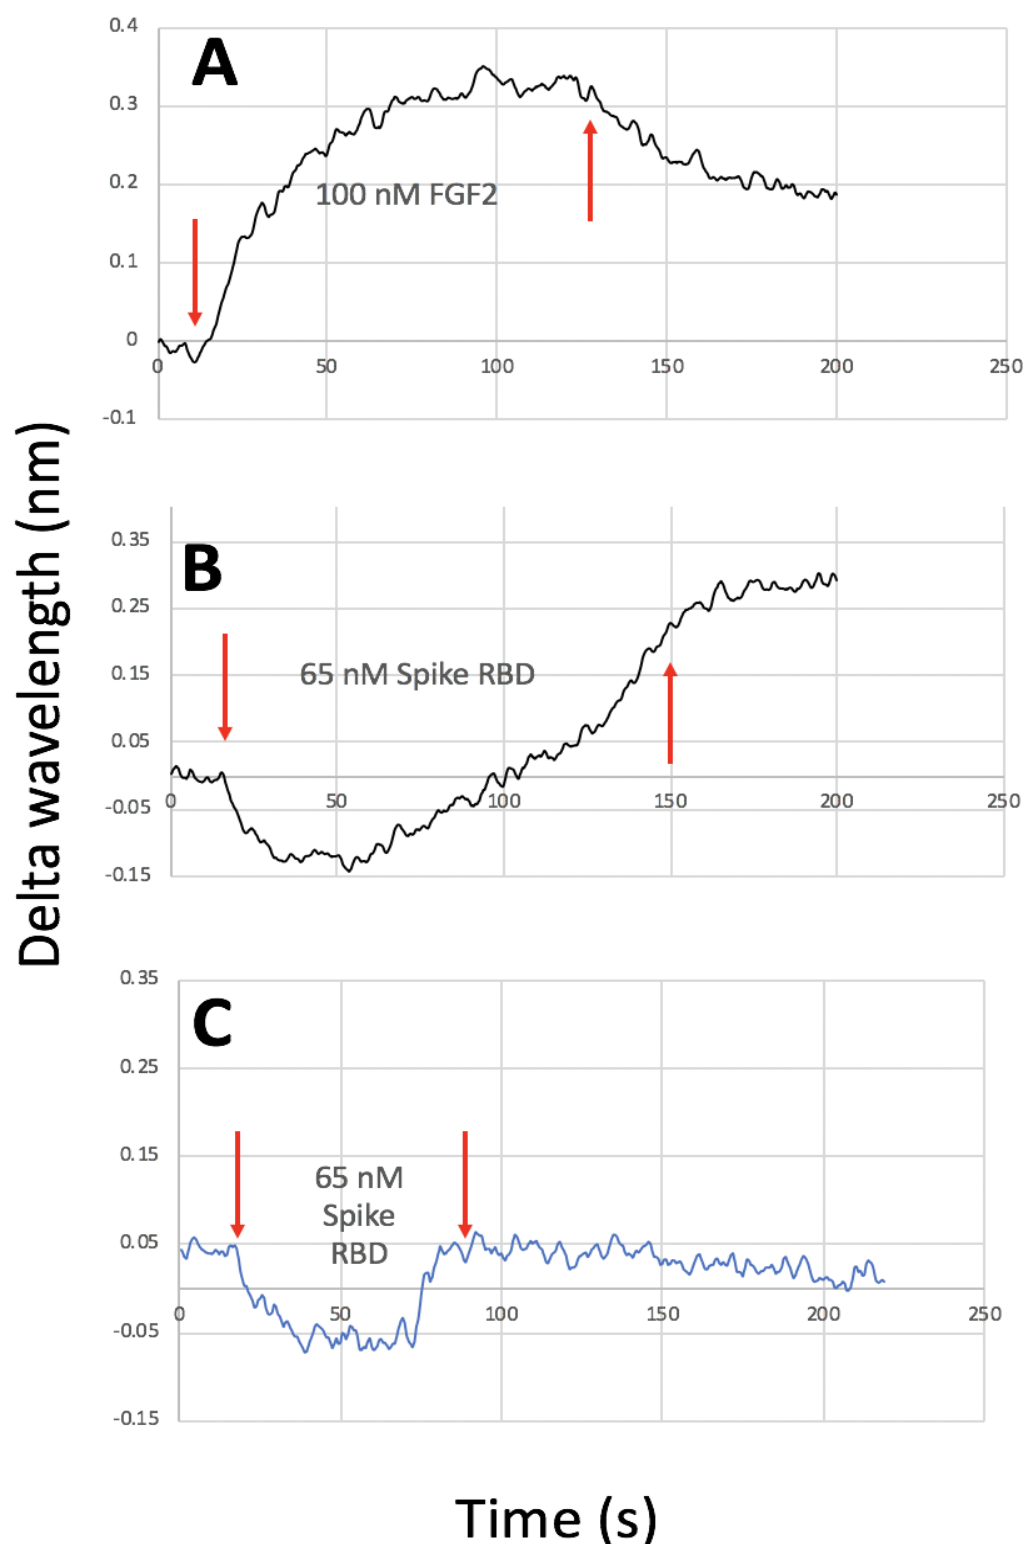 Delta wavelength (nm)
A
0.4
0.3
0.2
0.1
0
-0.1
100 nM FGF2
0 50 100 150 200 250
B
0.35
0.25
0.15
0.05
-0.05
-0.15
65 nM Spike RBD
0 50 100 150 200 250
C
0.35
0.25
0.15
0.05
-0.05
-0.15
65 nM
Spike
RBD
0 50 100 150 200 250
Time (s)